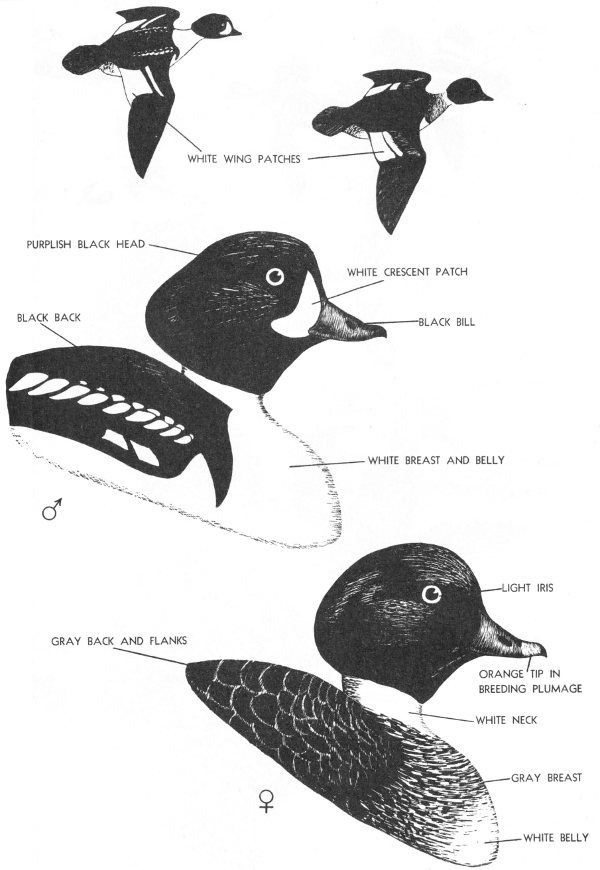 WHITE WING PATCHES
PURPLISH BLACK HEAD
WHITE CRESCENT PATCH
BLACK BACK
BLACK BILL
WHITE BREAST AND BELLY
♂
LIGHT IRIS
GRAY BACK AND FLANKS
ORANGE TIP IN
BREEDING PLUMAGE
WHITE NECK
GRAY BREAST
♀
WHITE BELLY